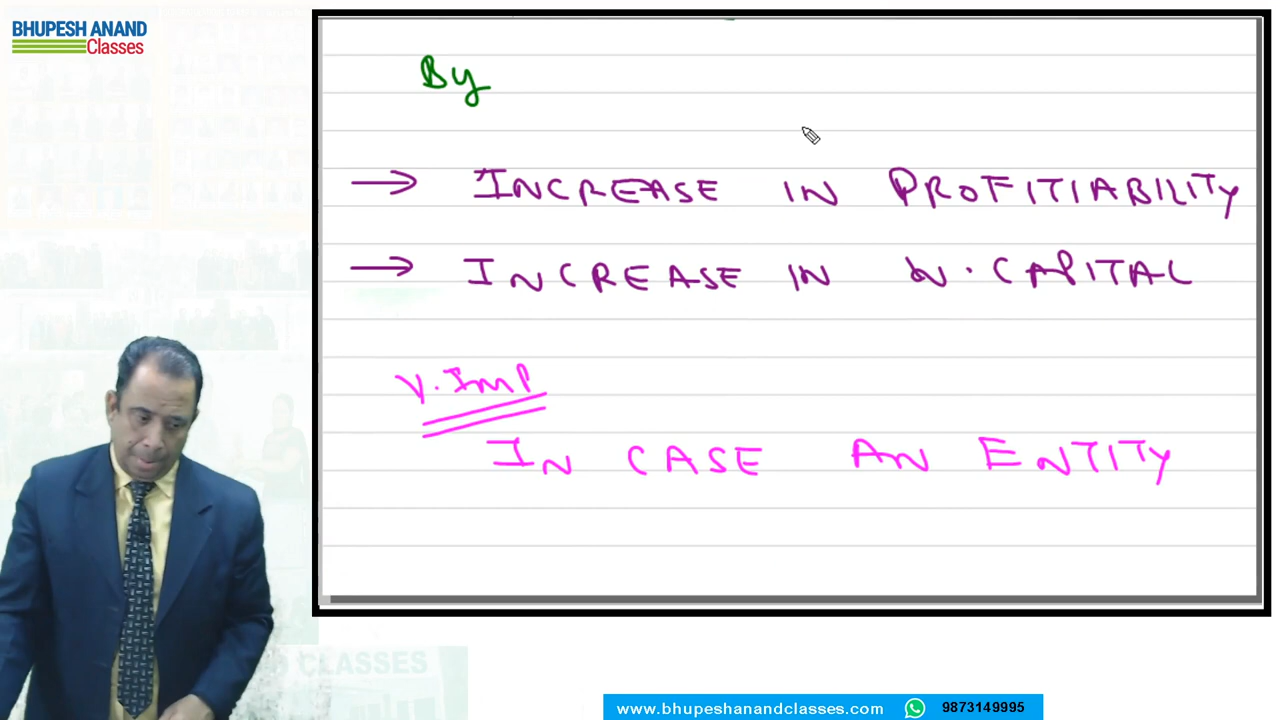 BHUPESH ANAND
Classes
By
→ INCREASE IN PROFITIABILITY
→ INCREASE IN W. CAPITAL
V. Imp
IN CASE AN ENTITY
CLASSES
www.bhupeshanandclasses.com 9873149995